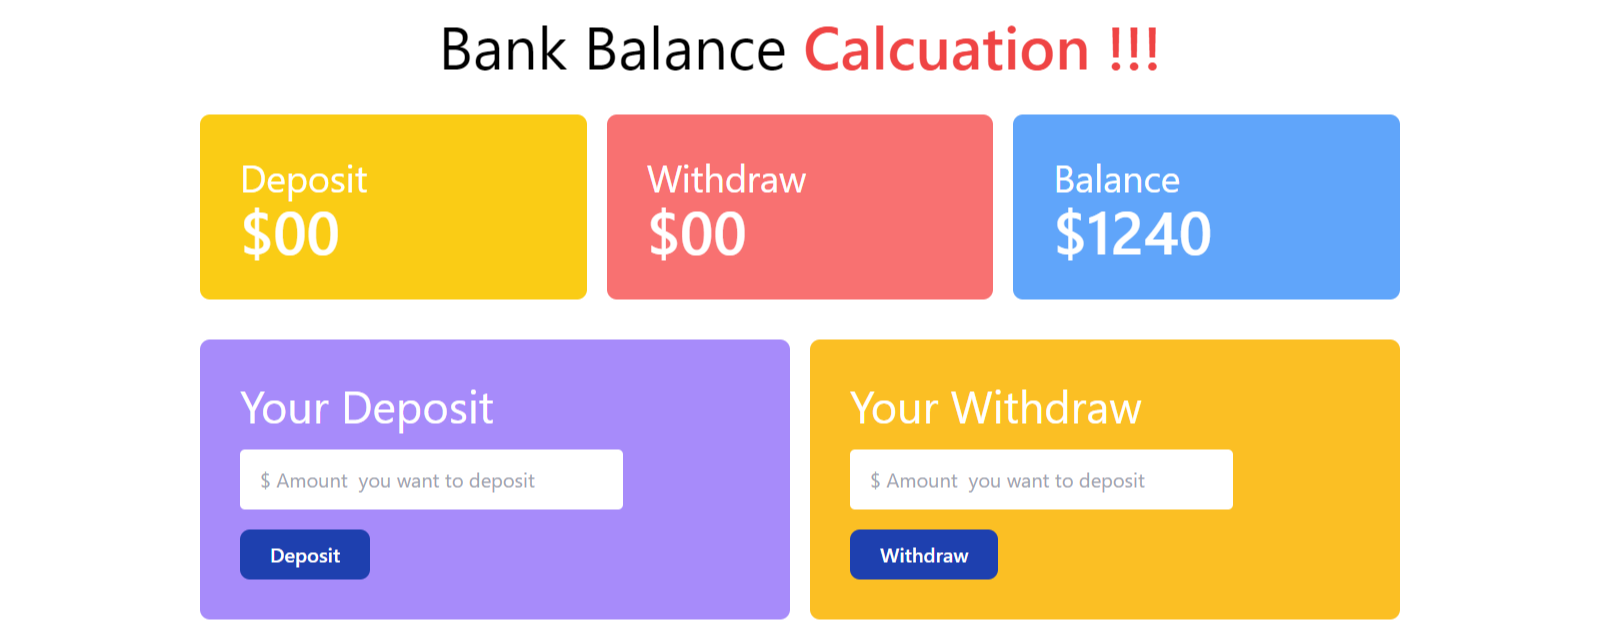 Bank Balance Calcuation !!!
Deposit
$00
Withdraw
$00
Balance
$1240
Your Deposit
$ Amount  you want to deposit
Deposit
Your Withdraw
$ Amount  you want to deposit
Withdraw